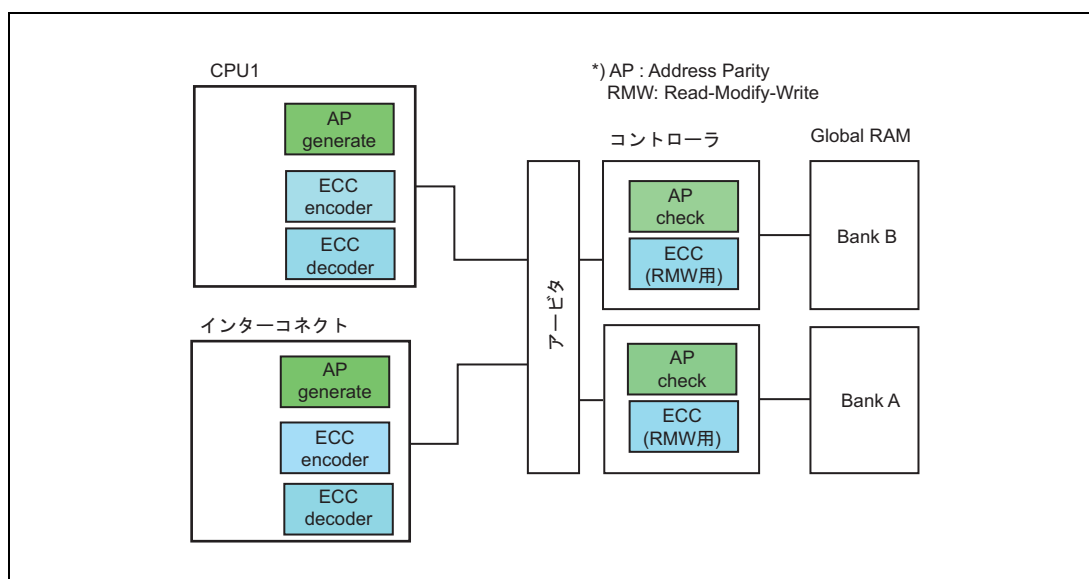 CPU1
AP
generate
ECC
encoder
ECC
decoder
インターコネクト
AP
generate
ECC
encoder
ECC
decoder
アービタ
*) AP : Address Parity
RMW: Read-Modify-Write
コントローラ
AP
check
ECC
(RMW用)
AP
check
ECC
(RMW用)
Global RAM
Bank B
Bank A